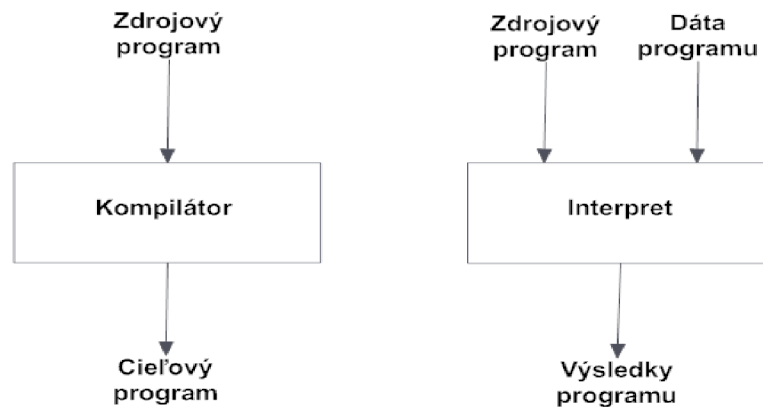 Zdrojový
program
Kompilátor
Cieľový
program
Zdrojový
program
Dáta
programu
Interpret
Výsledky
programu